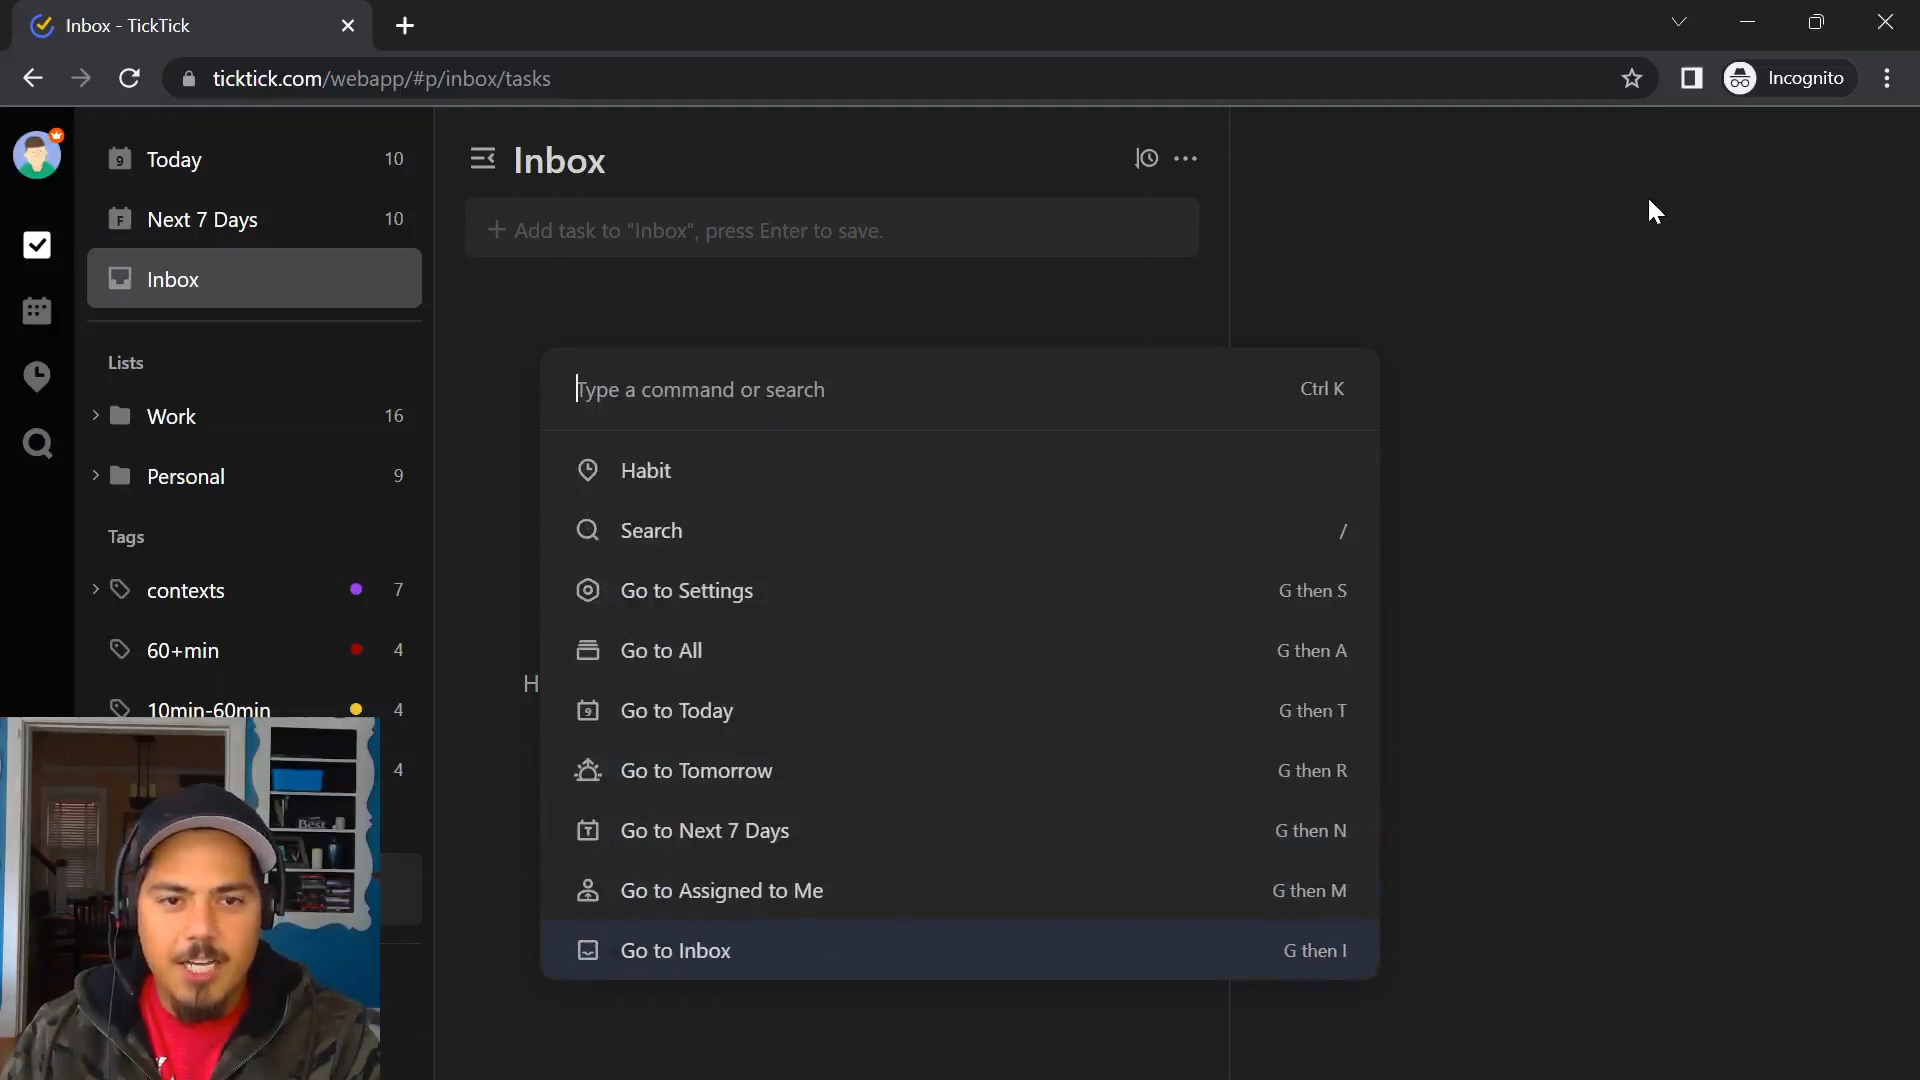 Inbox - TickTick
ticktick.com/webapp/#p/inbox/tasks
Incognito
9 Today 10
F Next 7 Days 10
Inbox
Lists
Work 16
Personal 9
Tags
contexts 7
60+min 4
10min-60min 4
4
Inbox
+ Add task to "Inbox", press Enter to save.
H
Type a command or search Ctrl K
Habit
Search /
Go to Settings G then S
Go to All G then A
9 Go to Today G then T
Go to Tomorrow G then R
T Go to Next 7 Days G then N
Go to Assigned to Me G then M
Go to Inbox G then I
Best